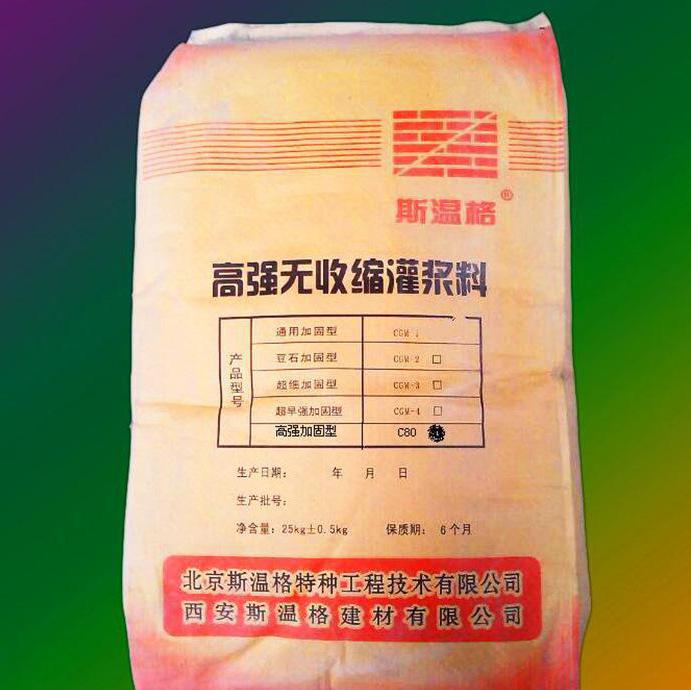 斯温格®
高强无收缩灌浆料
产品型号
通用加固型 CGM-1
豆石加固型 CGM-2 □
超细加固型 CGM-3 □
超早强加固型 CGM-4 □
高强加固型 C80
生产日期: 年 月 日
生产批号:
净含量: 25kg±0.5kg 保质期: 6个月
北京斯温格特种工程技术有限公司
西安斯温格建材有限公司